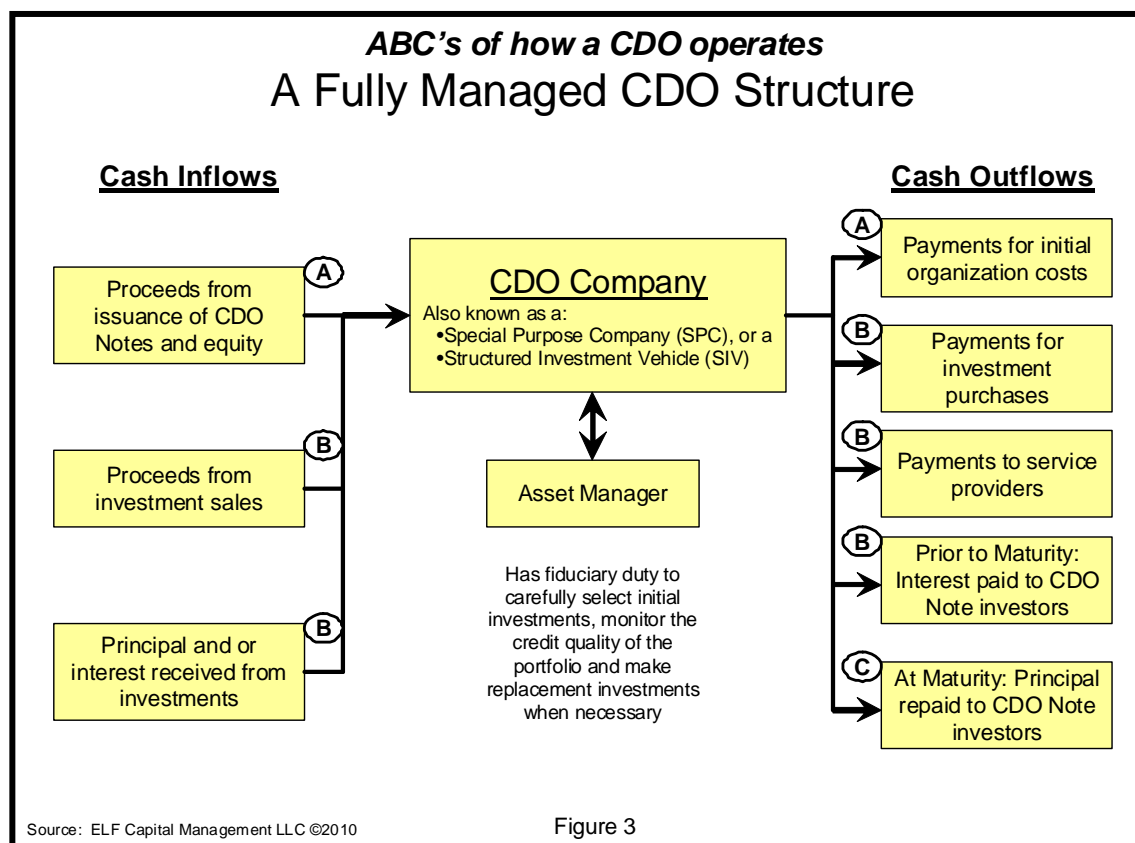 ABC’s of how a CDO operates
A Fully Managed CDO Structure
Cash Inflows
A
Proceeds from
issuance of CDO
Notes and equity
B
Proceeds from
investment sales
B
Principal and or
interest received from
investments
CDO Company
Also known as a:
•Special Purpose Company (SPC), or a
•Structured Investment Vehicle (SIV)
Asset Manager
Has fiduciary duty to
carefully select initial
investments, monitor the
credit quality of the
portfolio and make
replacement investments
when necessary
Cash Outflows
A
Payments for initial
organization costs
B
Payments for
investment
purchases
B
Payments to service
providers
B
Prior to Maturity:
Interest paid to CDO
Note investors
C
At Maturity: Principal
repaid to CDO Note
investors
Source: ELF Capital Management LLC ©2010
Figure 3